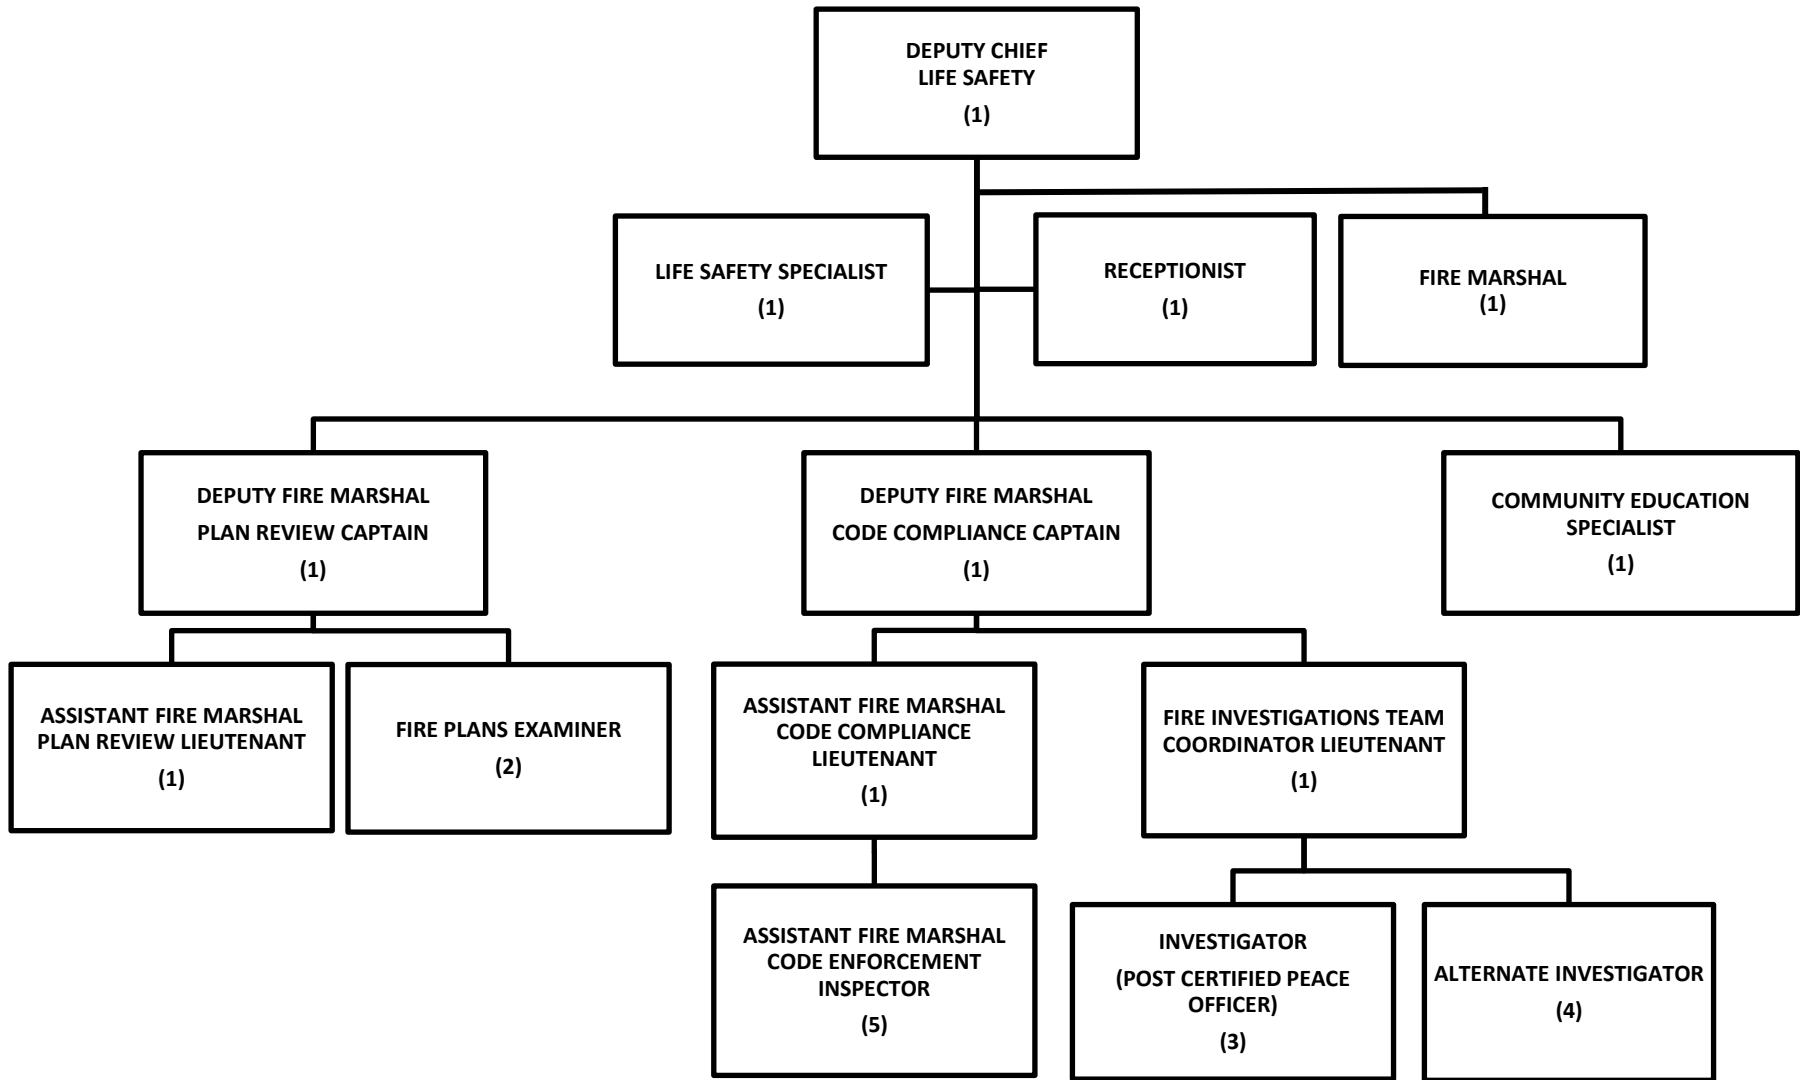 DEPUTY CHIEF
LIFE SAFETY
(1)
LIFE SAFETY SPECIALIST
(1)
RECEPTIONIST
(1)
FIRE MARSHAL
(1)
DEPUTY FIRE MARSHAL
PLAN REVIEW CAPTAIN
(1)
DEPUTY FIRE MARSHAL
CODE COMPLIANCE CAPTAIN
(1)
COMMUNITY EDUCATION
SPECIALIST
(1)
ASSISTANT FIRE MARSHAL
PLAN REVIEW LIEUTENANT
(1)
FIRE PLANS EXAMINER
(2)
ASSISTANT FIRE MARSHAL
CODE COMPLIANCE
LIEUTENANT
(1)
FIRE INVESTIGATIONS TEAM
COORDINATOR LIEUTENANT
(1)
ASSISTANT FIRE MARSHAL
CODE ENFORCEMENT
INSPECTOR
(5)
INVESTIGATOR
(POST CERTIFIED PEACE
OFFICER)
(3)
ALTERNATE INVESTIGATOR
(4)